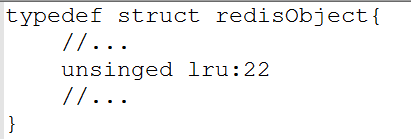 typedef struct redisObject{
    //...
    unsinged lru:22
    //...
}